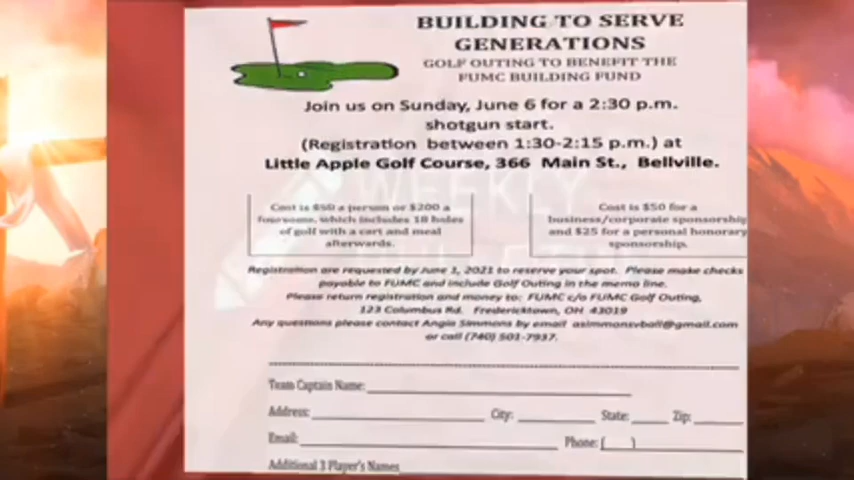 BUILDING TO SERVE
GENERATIONS
GOLF OUTING TO BENEFIT THE
FUMC BUILDING FUND
Join us on Sunday, June 6 for a 2:30 p.m.
shotgun start.
(Registration between 1:30-2:15 p.m.) at
Little Apple Golf Course, 366 Main St., Bellville.
Cost is $50 a person or $200 a
foursome, which includes 18 holes
of golf with a cart and meal
afterwards.
Cost is $50 for a
business/corporate sponsorship
and $25 for a personal honorary
sponsorship.
Registration are requested by June 1, 2021 to reserve your spot. Please make checks
payable to FUMC and include Golf Outing in the memo line.
Please return registration and money to: FUMC c/o FUMC Golf Outing,
123 Columbus Rd. Fredericktown, OH 43019
Any questions please contact Angie Simmons by email asimmonsvball@gmail.com
or call (740) 501-7937.
Team Captain Name:
Address: City: State: Zip:
Email: Phone: ( )
Additional 3 Player's Names
WEEKLY